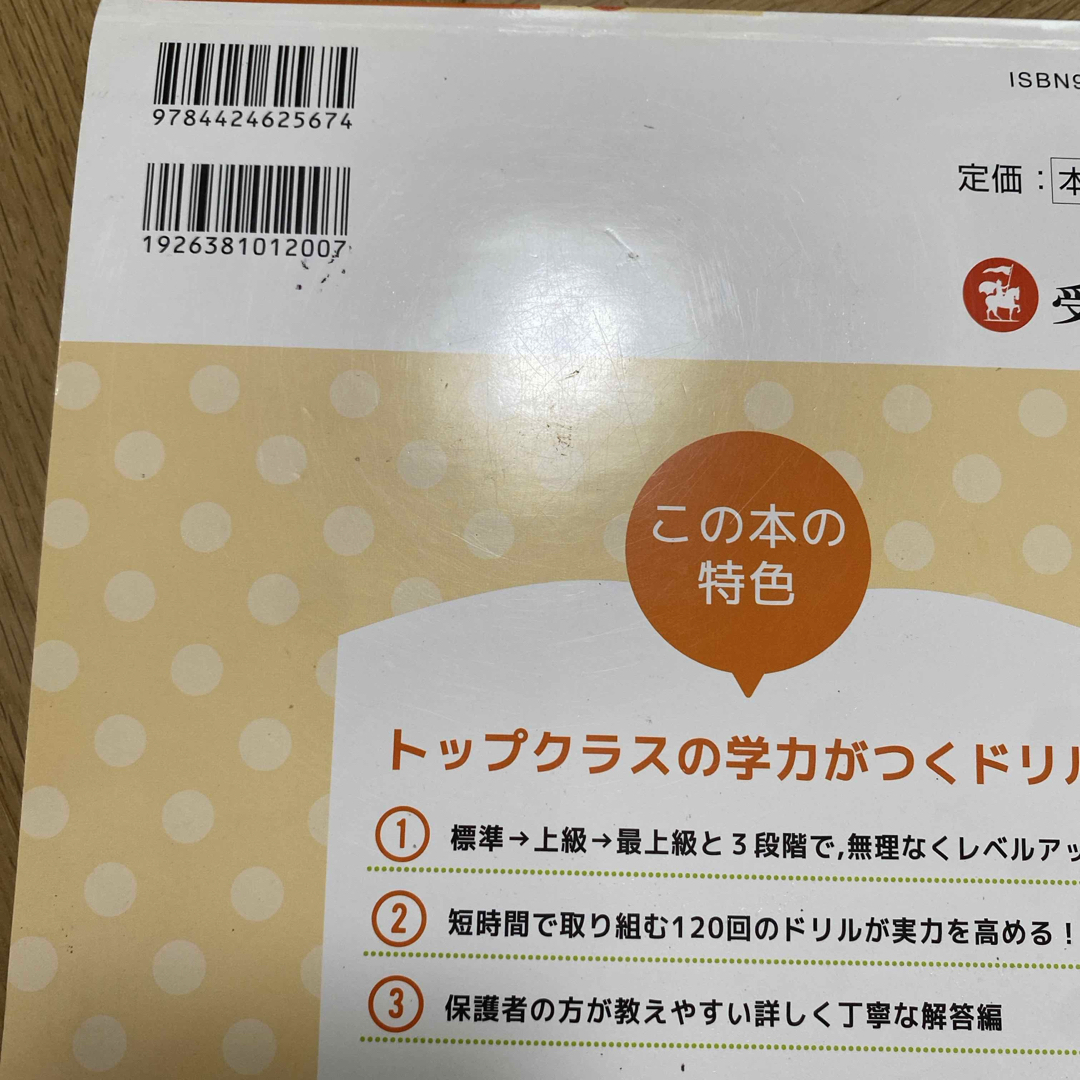 9784424625674
ISBN9
1926381012007
定価:本
受
この本の
特色
トップクラスの学力がつくドリル
1 標準→上級→最上級と3段階で,無理なくレベルアッ
2 短時間で取り組む120回のドリルが実力を高める!
3 保護者の方が教えやすい詳しく丁寧な解答編